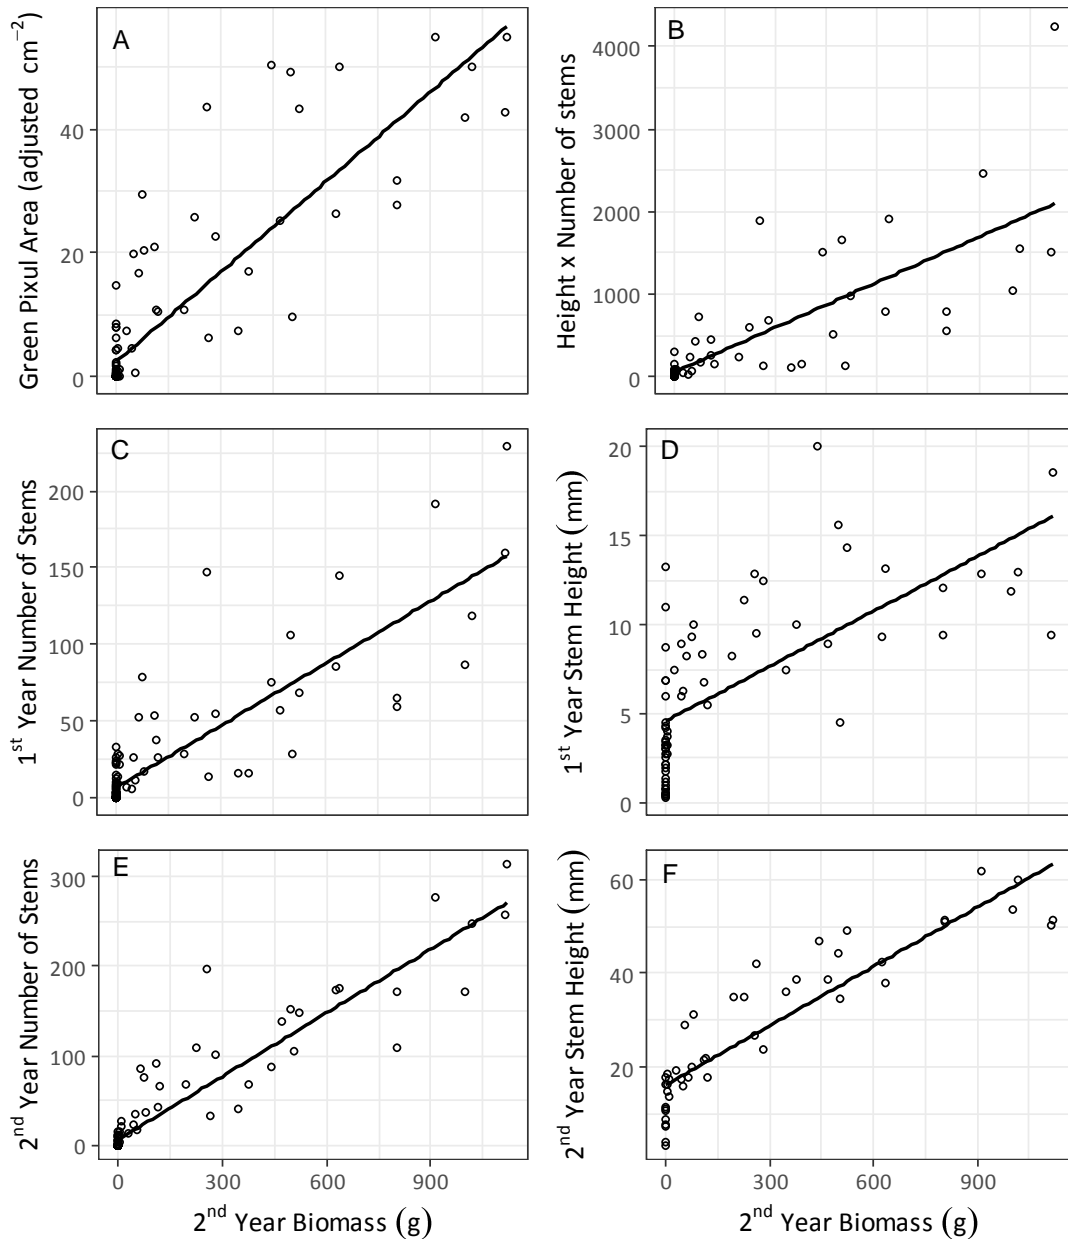 A
Green Pixul Area (adjusted cm⁻²)
40
20
0
B
Height x Number of stems
4000
3000
2000
1000
0
C
1st Year Number of Stems
200
150
100
50
0
D
1st Year Stem Height (mm)
20
15
10
5
0
E
2nd Year Number of Stems
300
200
100
0
0 300 600 900
2nd Year Biomass (g)
F
2nd Year Stem Height (mm)
60
40
20
0 300 600 900
2nd Year Biomass (g)